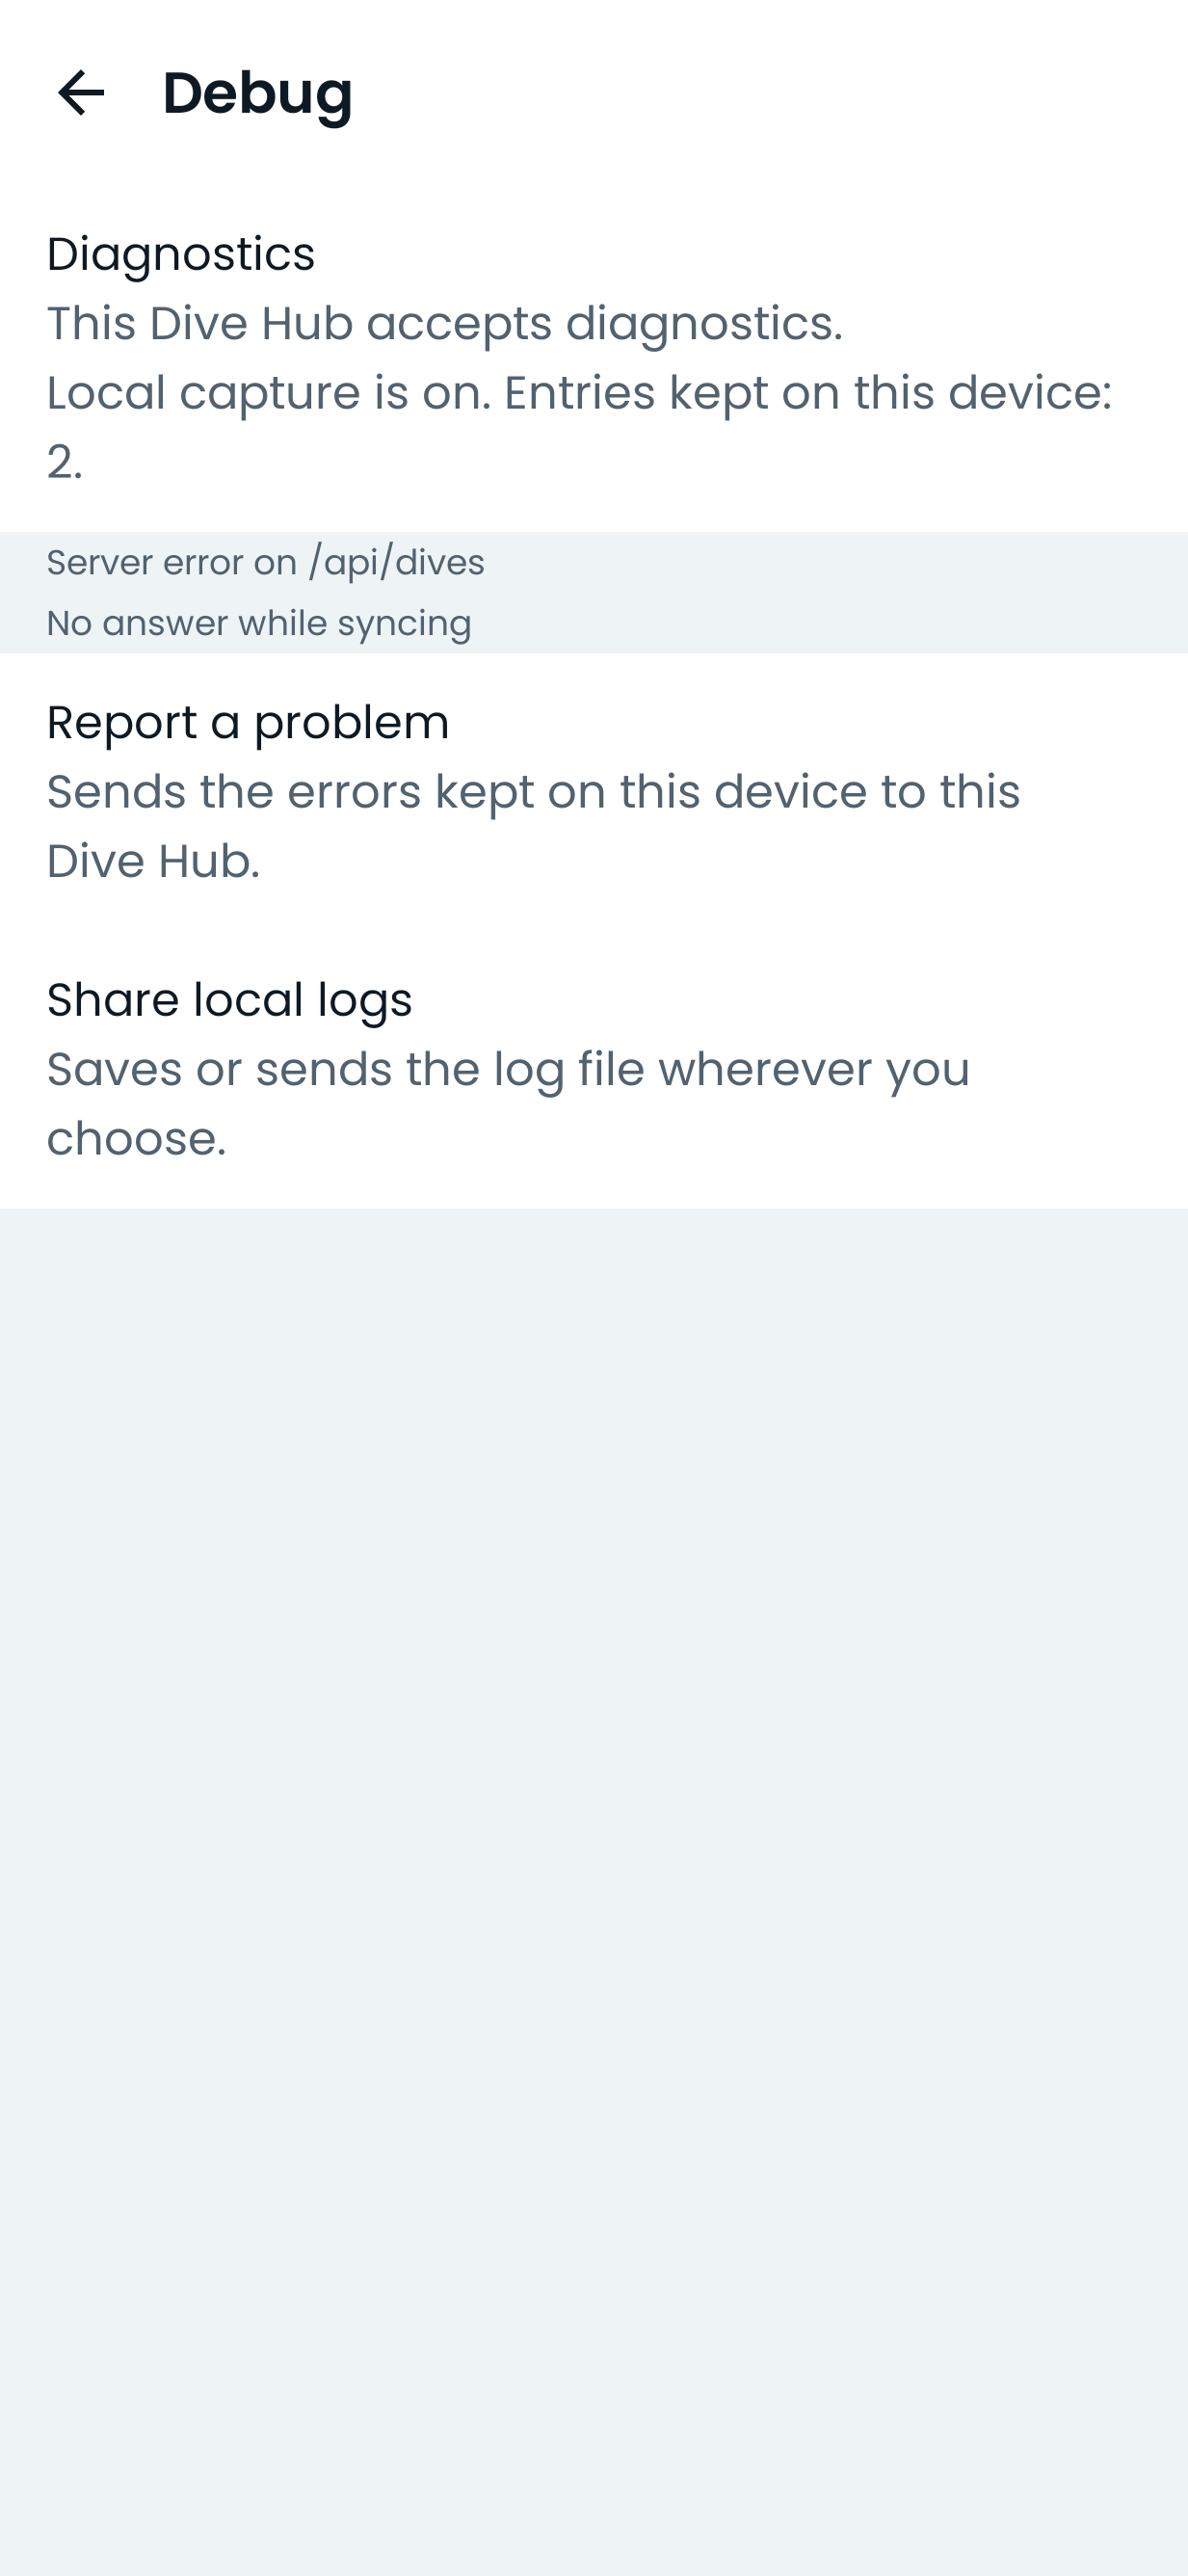 Debug
Diagnostics
This Dive Hub accepts diagnostics.
Local capture is on. Entries kept on this device:
2.
Server error on /api/dives
No answer while syncing
Report a problem
Sends the errors kept on this device to this
Dive Hub.
Share local logs
Saves or sends the log file wherever you
choose.